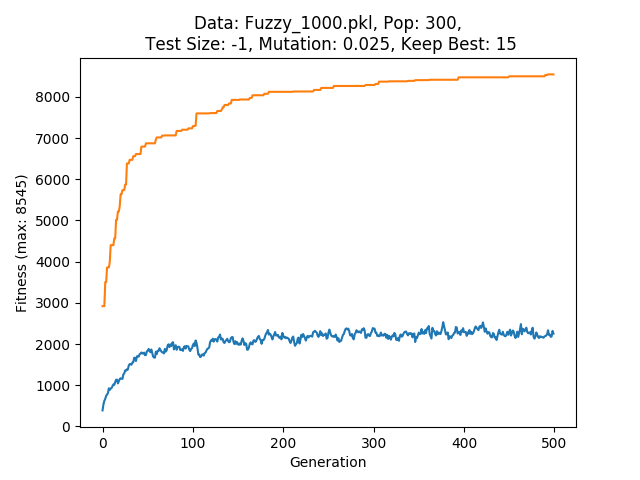 Data: Fuzzy_1000.pkl, Pop: 300,
Test Size: -1, Mutation: 0.025, Keep Best: 15
Fitness (max: 8545)
8000
7000
6000
5000
4000
3000
2000
1000
0
0 100 200 300 400 500
Generation